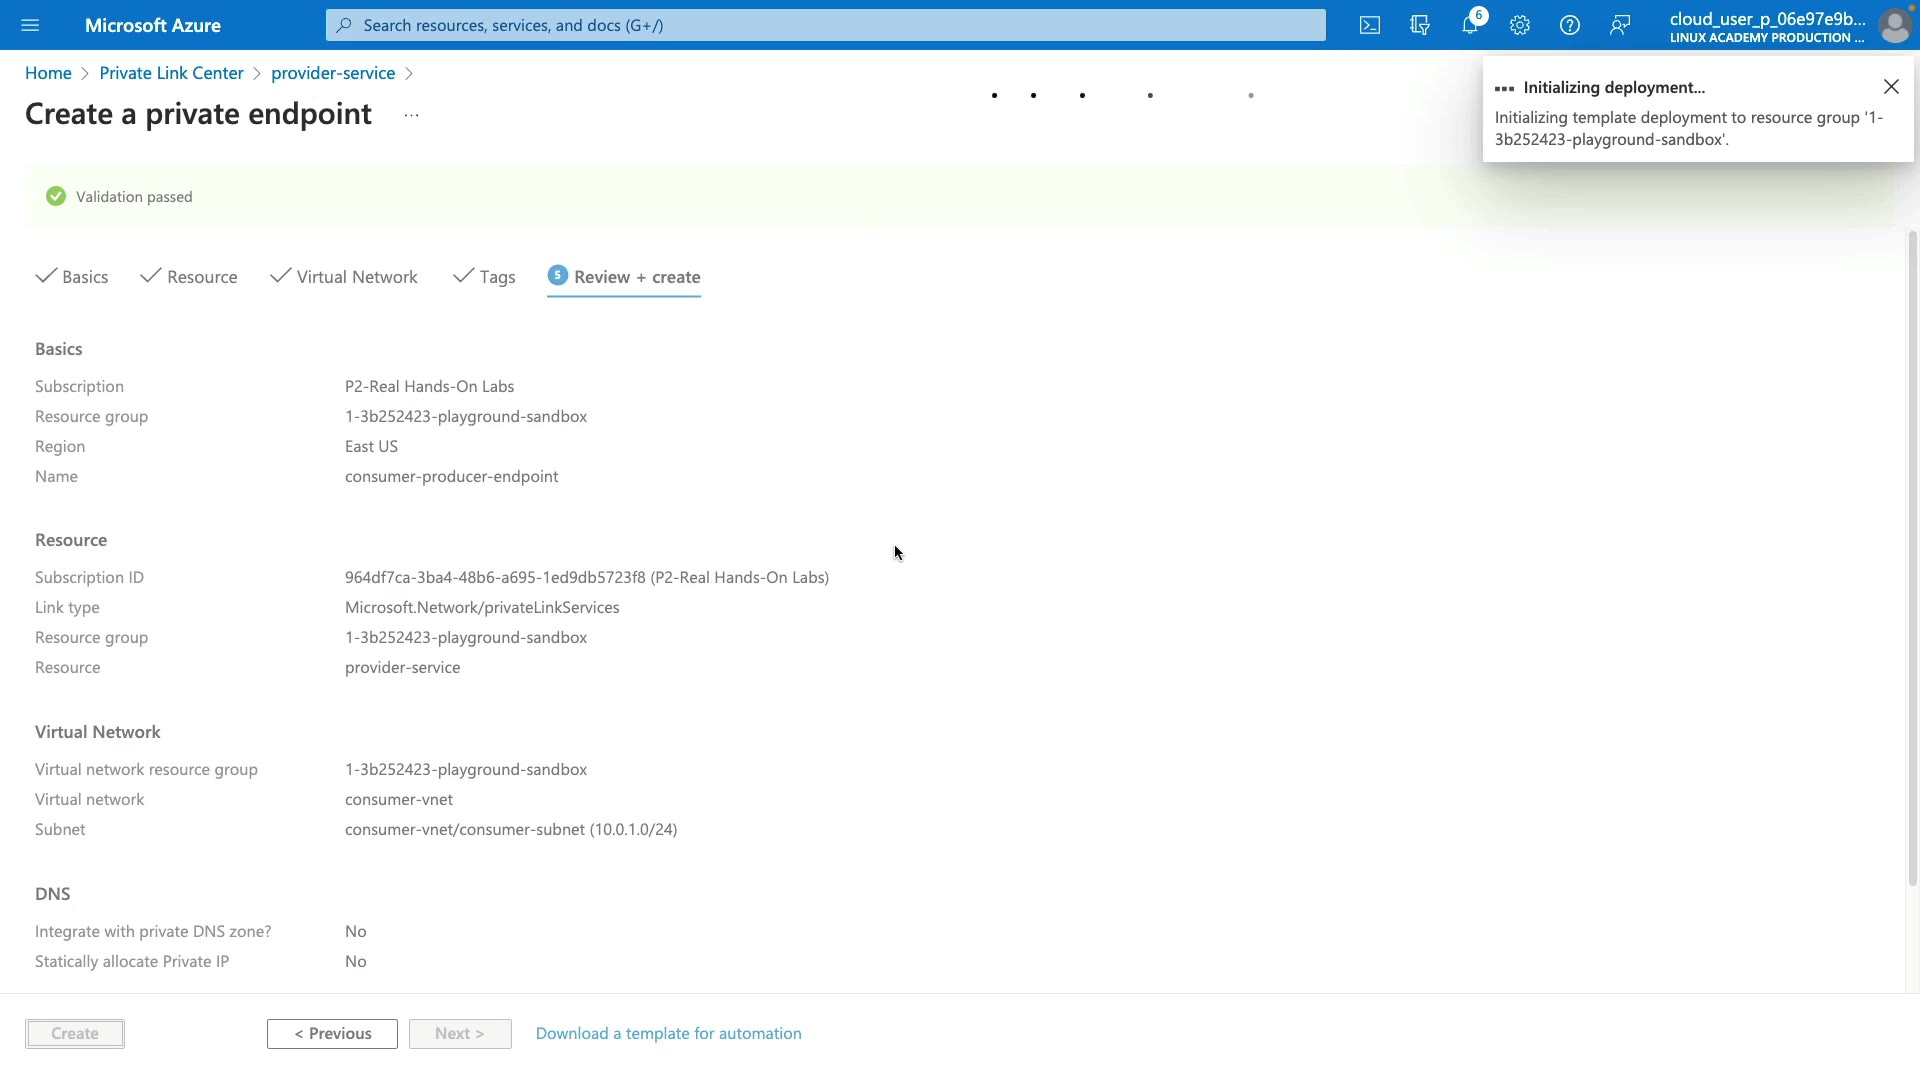 Microsoft Azure
Search resources, services, and docs (G+/)
6
cloud_user_p_06e97e9b...
LINUX ACADEMY PRODUCTION ...
Home > Private Link Center > provider-service >
Create a private endpoint ...
Initializing deployment...
Initializing template deployment to resource group '1-
3b252423-playground-sandbox'.
Validation passed
Basics Resource Virtual Network Tags 5 Review + create
Basics
Subscription P2-Real Hands-On Labs
Resource group 1-3b252423-playground-sandbox
Region East US
Name consumer-producer-endpoint
Resource
Subscription ID 964df7ca-3ba4-48b6-a695-1ed9db5723f8 (P2-Real Hands-On Labs)
Link type Microsoft.Network/privateLinkServices
Resource group 1-3b252423-playground-sandbox
Resource provider-service
Virtual Network
Virtual network resource group 1-3b252423-playground-sandbox
Virtual network consumer-vnet
Subnet consumer-vnet/consumer-subnet (10.0.1.0/24)
DNS
Integrate with private DNS zone? No
Statically allocate Private IP No
Create < Previous Next > Download a template for automation